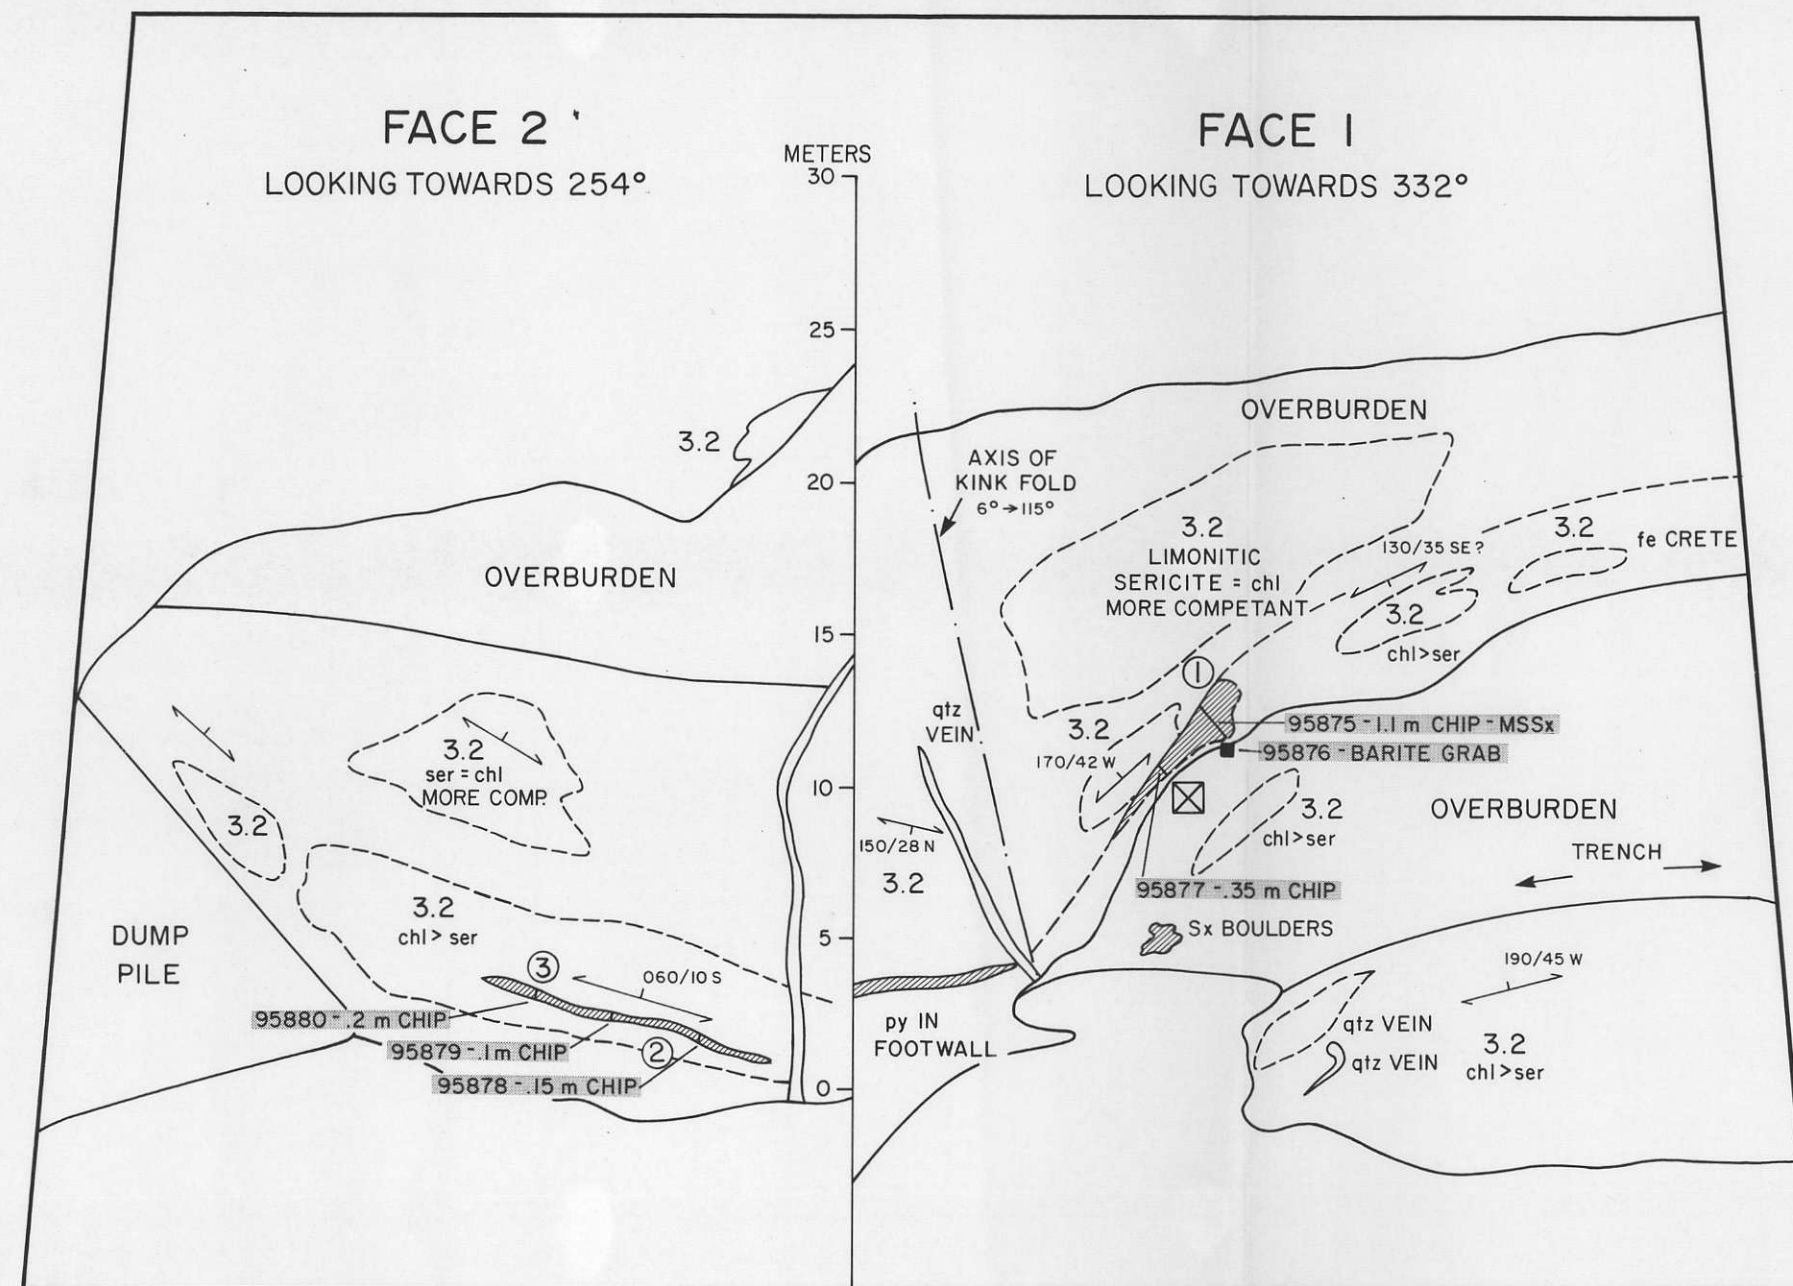 FACE 2
LOOKING TOWARDS 254°
METERS
30
25
20
15
10
5
0
3.2
OVERBURDEN
3.2
ser = chl
MORE COMP.
3.2
3.2
chl > ser
DUMP
PILE
3
060/10 S
95880 - .2 m CHIP
95879 - .1m CHIP
2
95878 - .15 m CHIP
FACE 1
LOOKING TOWARDS 332°
OVERBURDEN
AXIS OF
KINK FOLD
6° → 115°
3.2
LIMONITIC
SERICITE = chl
MORE COMPETANT
130/35 SE ?
3.2
fe CRETE
3.2
chl > ser
1
qtz
VEIN
3.2
170/42 W
95875 - 1.1 m CHIP - MSSx
95876 - BARITE GRAB
150/28 N
3.2
3.2
chl > ser
OVERBURDEN
TRENCH
95877 - .35 m CHIP
Sx BOULDERS
py IN
FOOTWALL
190/45 W
qtz VEIN
qtz VEIN
3.2
chl > ser